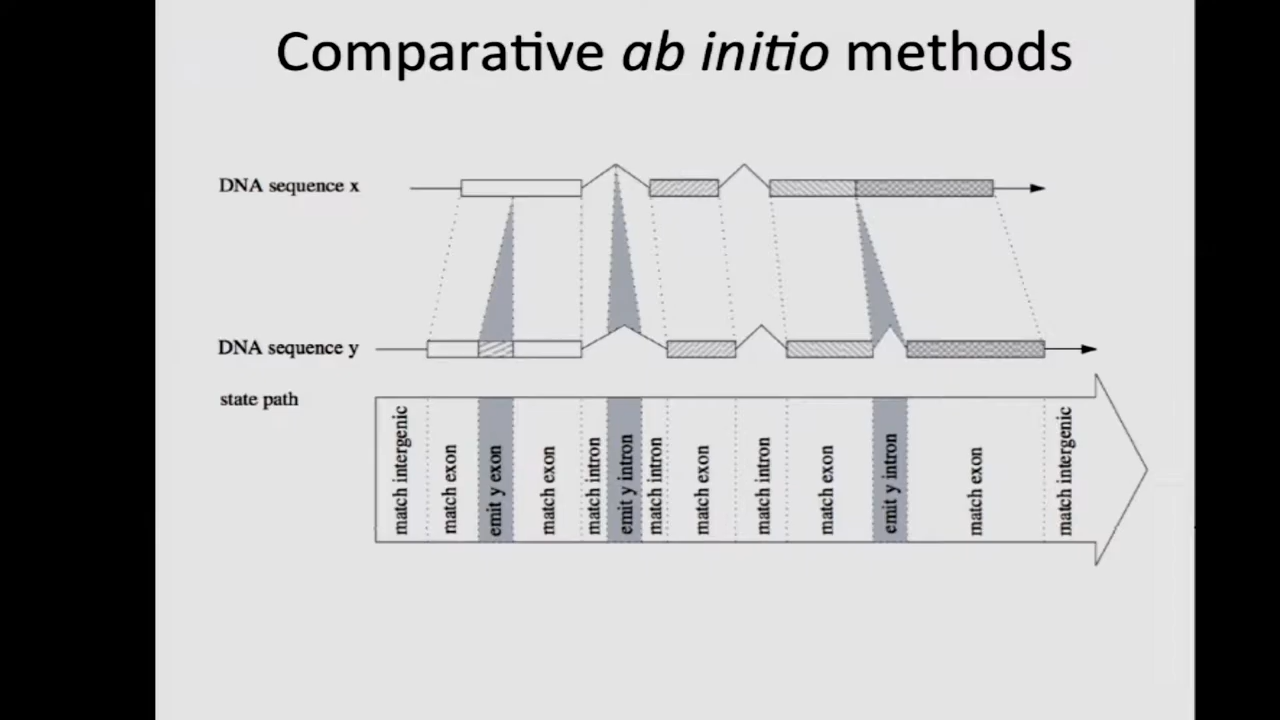 Comparative ab initio methods
DNA sequence x
DNA sequence y
state path
match intergenic
match exon
emit y exon
match exon
match intron
emit y intron
match intron
match exon
match intron
match exon
emit y intron
match exon
match intergenic